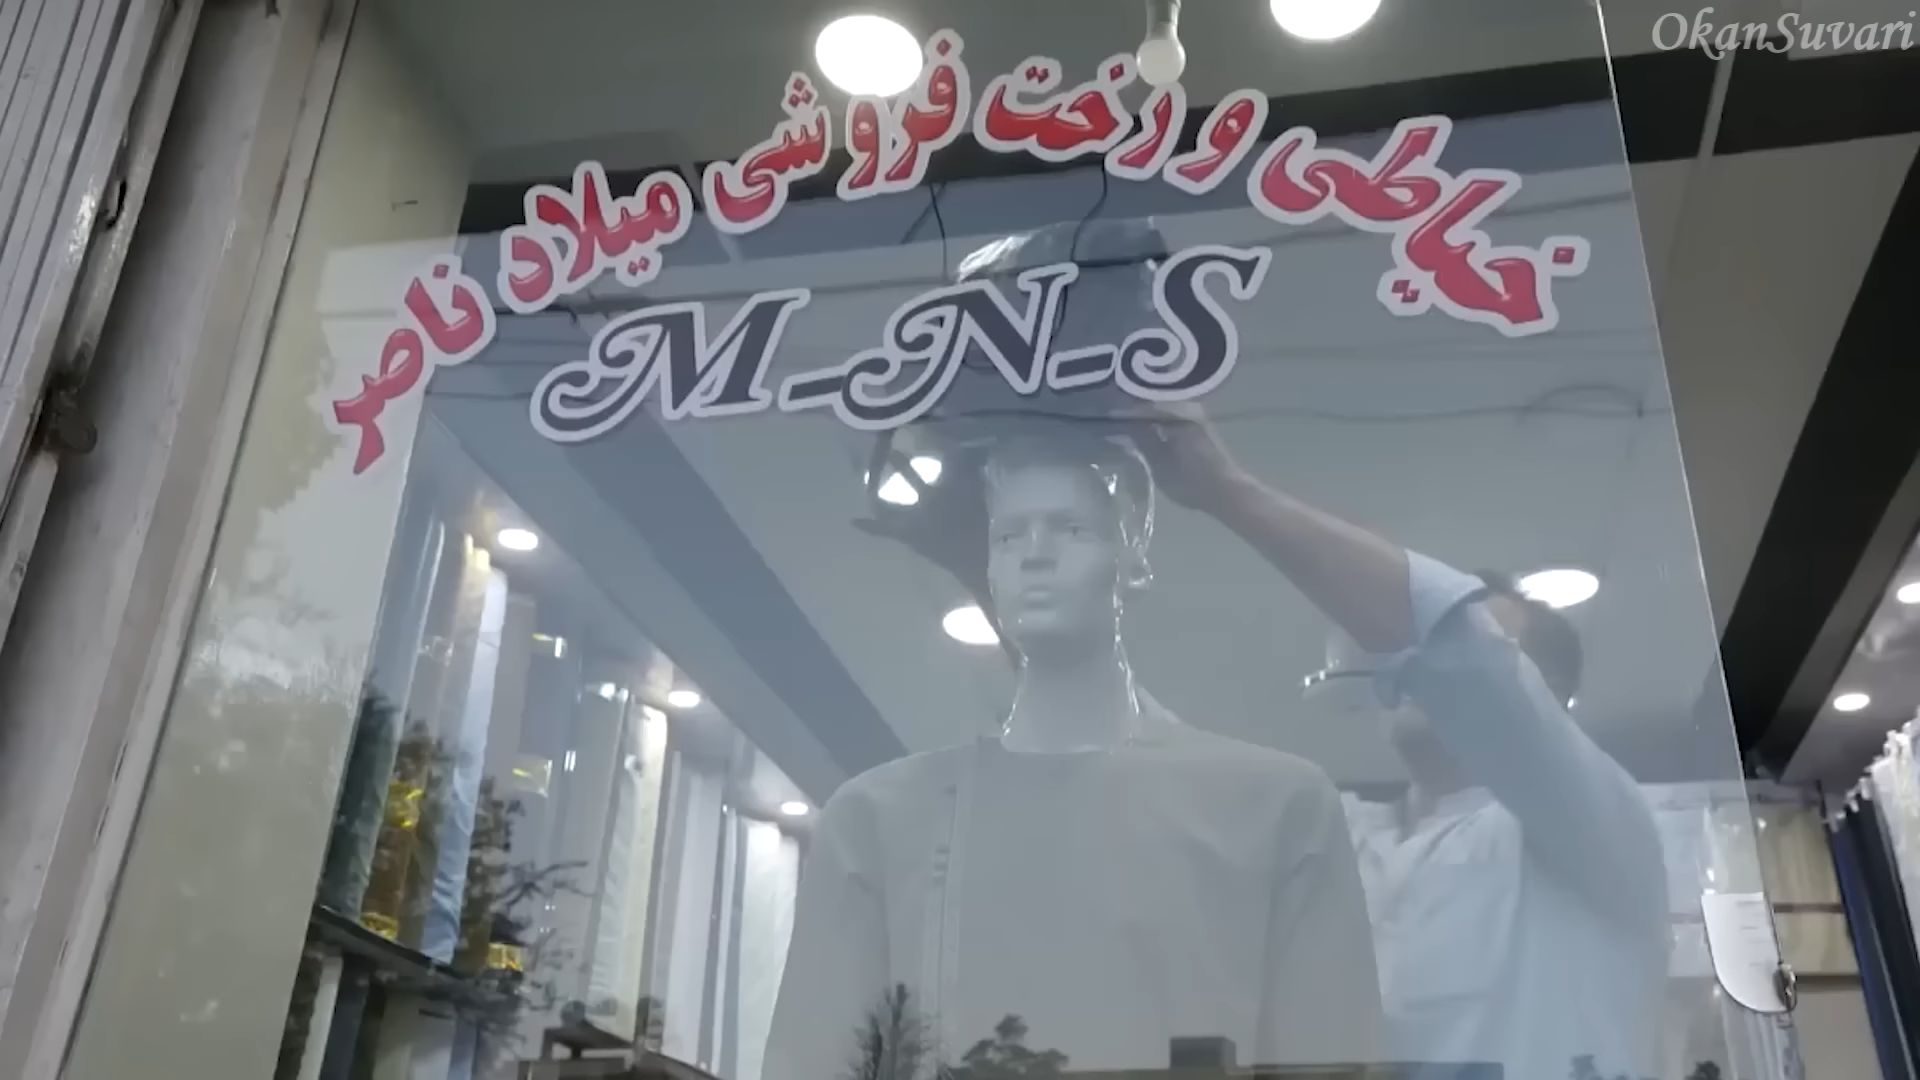 OkanSuvari
خیاطی و رخت فروشی میلاد ناصر
M-N-S